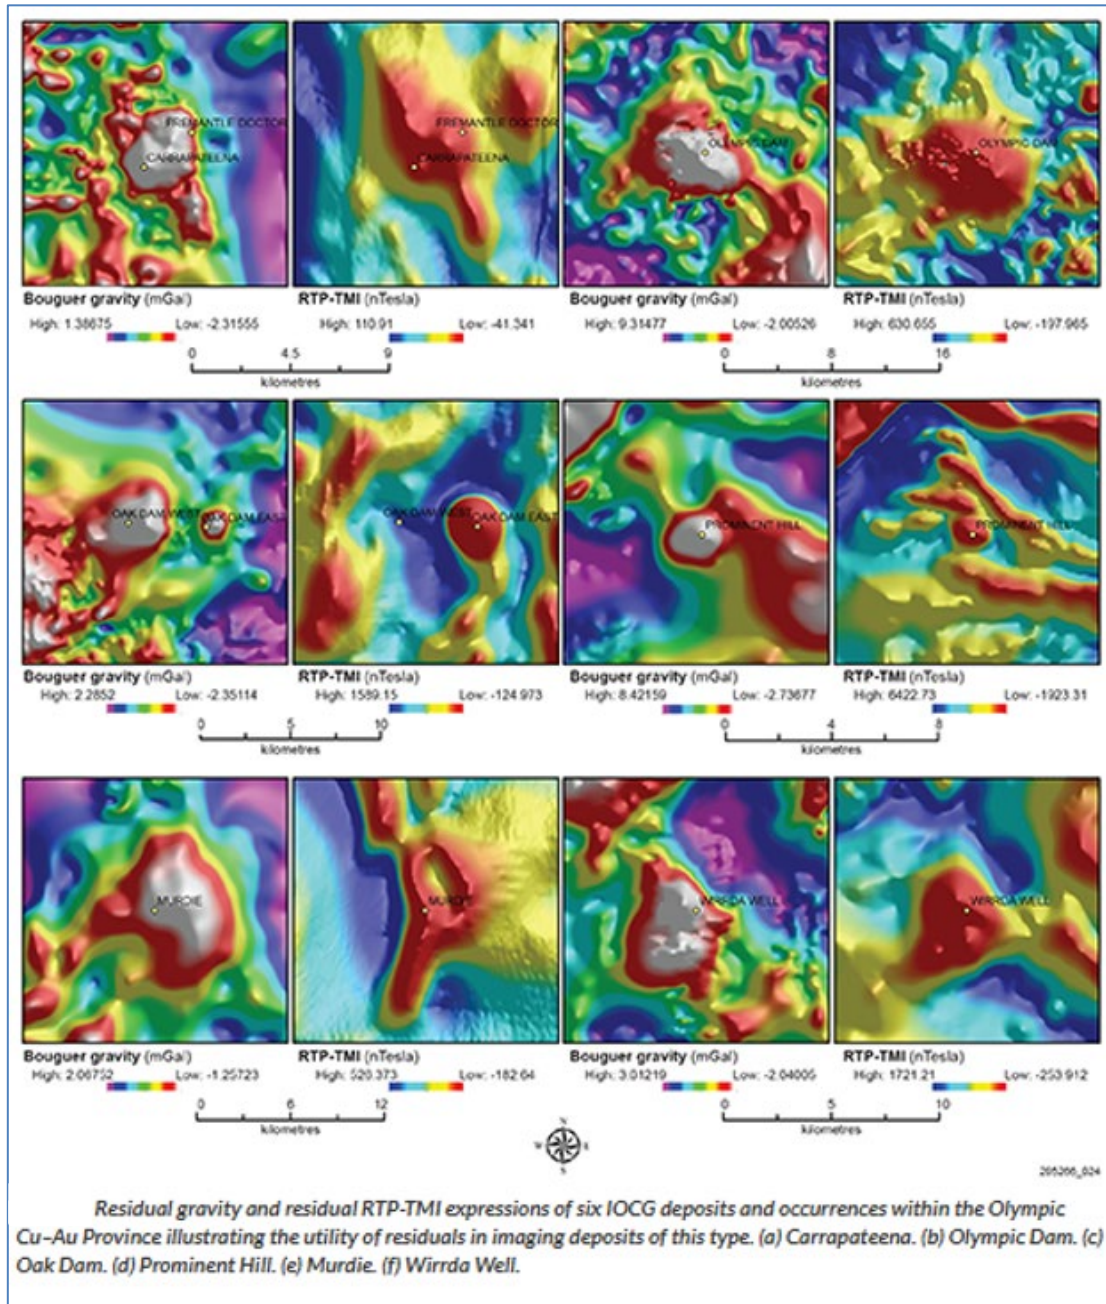 FREMANTLE DOCTOR
CARRAPATEENA
FREMANTLE DOCTOR
CARRAPATEENA
OLYMPIC DAM
OLYMPIC DAM
Bouguer gravity (mGal)
High: 1.38675 Low: -2.31555
RTP-TMI (nTesla)
High: 110.91 Low: -41.341
Bouguer gravity (mGal)
High: 9.31477 Low: -2.00526
RTP-TMI (nTesla)
High: 630.655 Low: -197.965
0 4.5 9
kilometres
0 8 16
kilometres
OAK DAM WEST
OAK DAM EAST
OAK DAM WEST
OAK DAM EAST
PROMINENT HILL
PROMINENT HILL
Bouguer gravity (mGal)
High: 2.2852 Low: -2.35114
RTP-TMI (nTesla)
High: 1589.15 Low: -124.973
Bouguer gravity (mGal)
High: 8.42159 Low: -2.73677
RTP-TMI (nTesla)
High: 6422.73 Low: -1923.31
0 5 10
kilometres
0 4 8
kilometres
MURDIE
MURDIE
WIRRDA WELL
WIRRDA WELL
Bouguer gravity (mGal)
High: 2.06752 Low: -1.25723
RTP-TMI (nTesla)
High: 520.373 Low: -182.64
Bouguer gravity (mGal)
High: 3.01219 Low: -2.04005
RTP-TMI (nTesla)
High: 1721.21 Low: -253.912
0 6 12
kilometres
0 5 10
kilometres
N
W E
S
Residual gravity and residual RTP-TMI expressions of six IOCG deposits and occurrences within the Olympic
Cu–Au Province illustrating the utility of residuals in imaging deposits of this type. (a) Carrapateena. (b) Olympic Dam. (c)
Oak Dam. (d) Prominent Hill. (e) Murdie. (f) Wirrda Well.